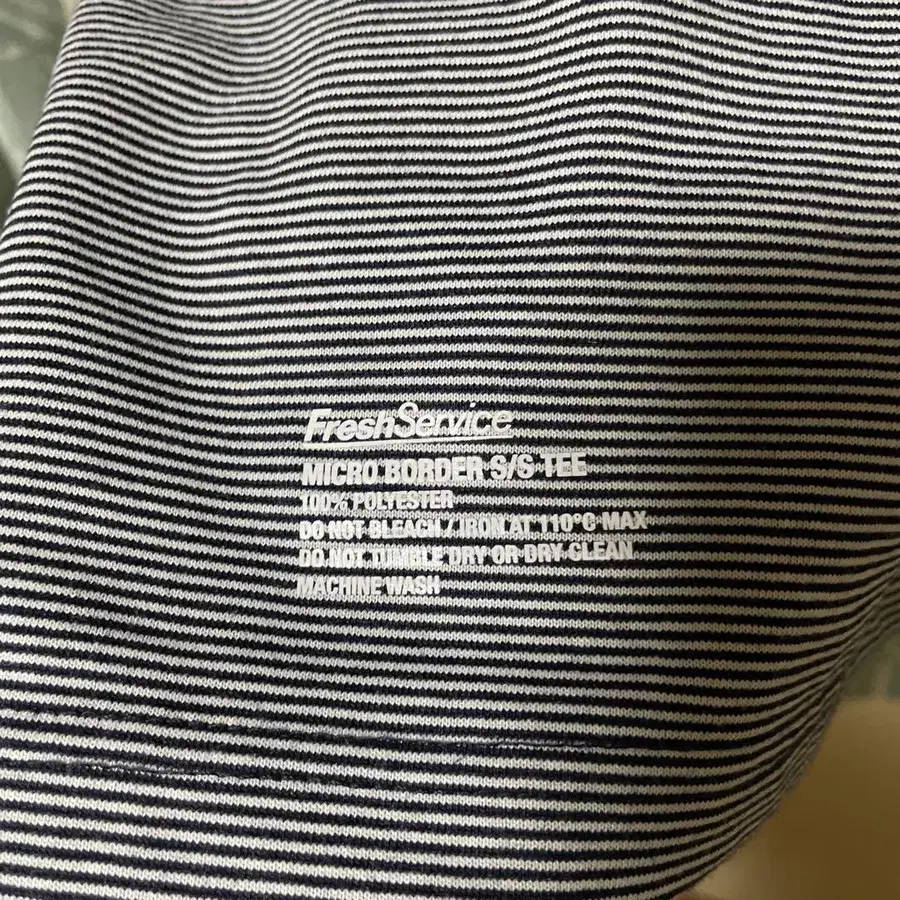 FreshService
MICRO BORDER S/S TEE
100% POLYESTER
DO NOT BLEACH / IRON AT 110°C MAX
DO NOT TUMBLE DRY OR DRY CLEAN
MACHINE WASH